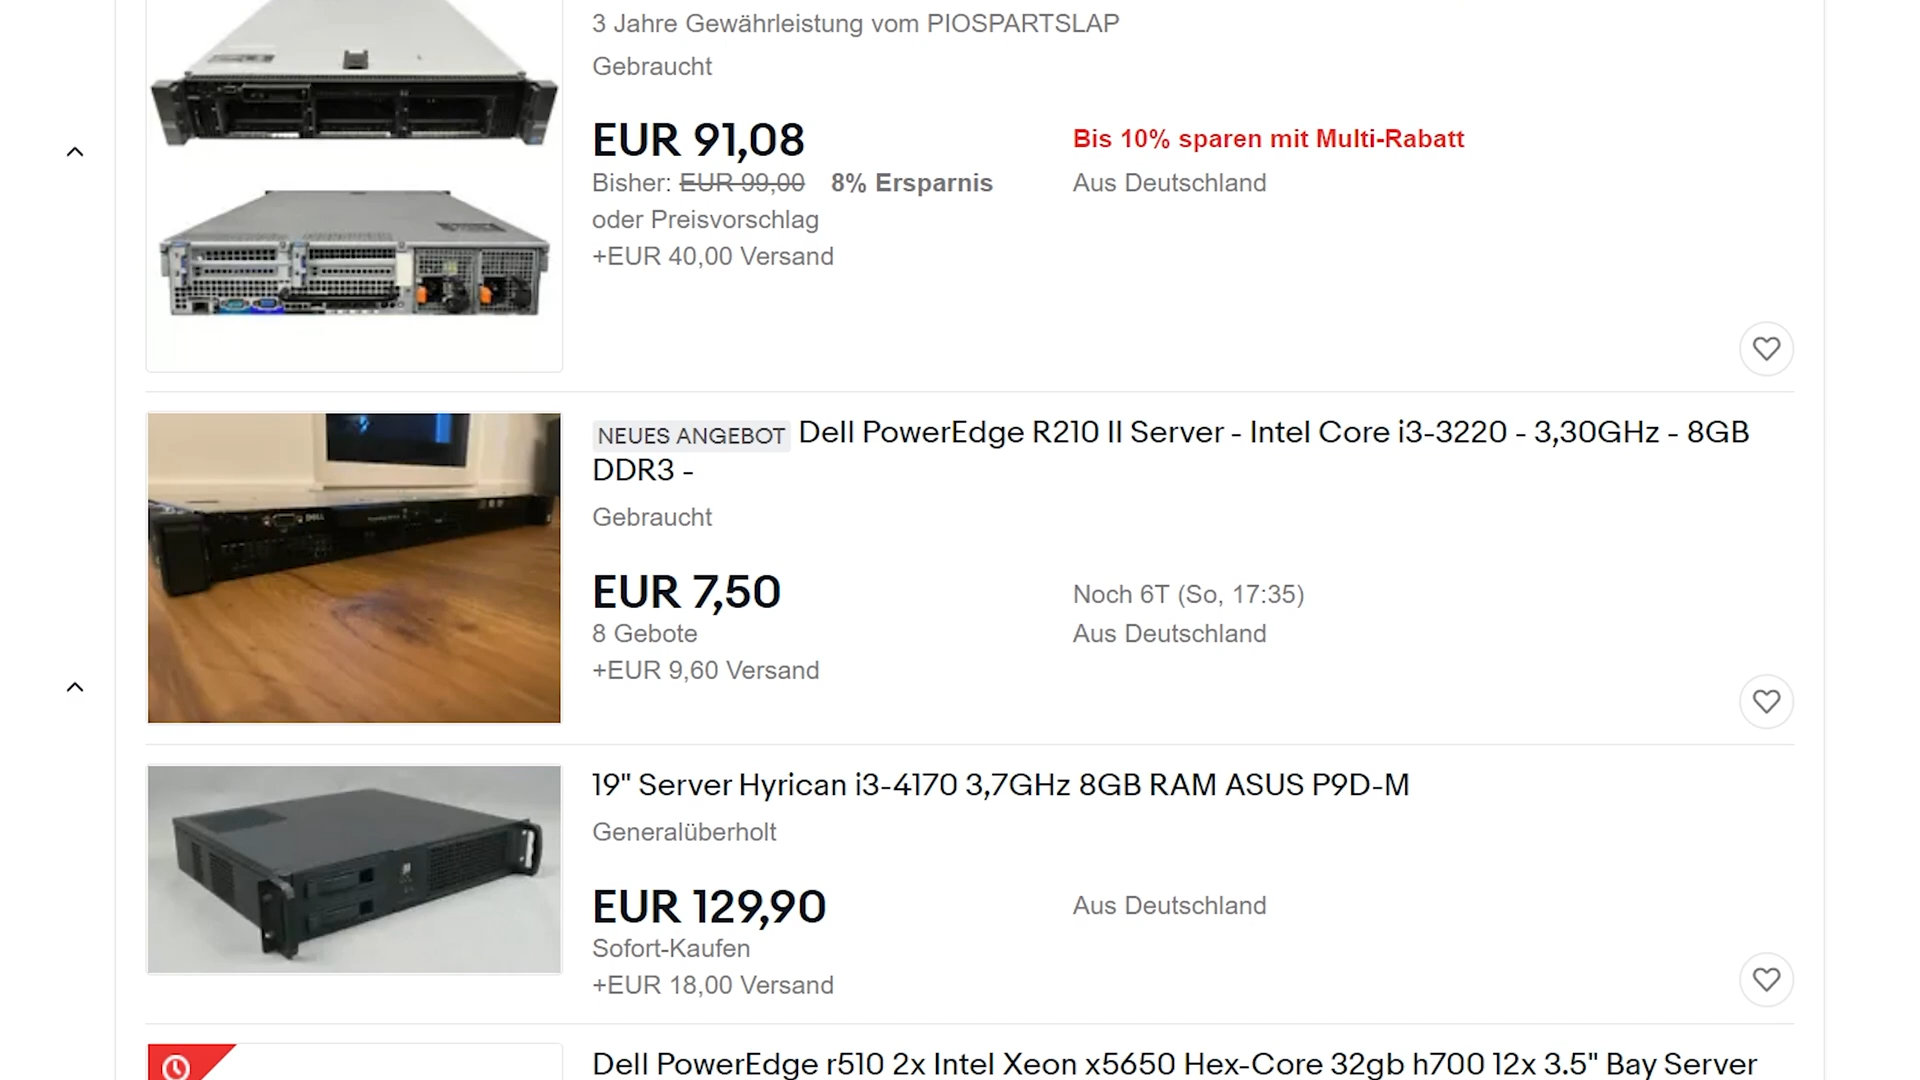 3 Jahre Gewährleistung vom PIOSPARTSLAP
Gebraucht
EUR 91,08
Bis 10% sparen mit Multi-Rabatt
Bisher: EUR 99,00 8% Ersparnis
Aus Deutschland
oder Preisvorschlag
+EUR 40,00 Versand
NEUES ANGEBOT Dell PowerEdge R210 II Server - Intel Core i3-3220 - 3,30GHz - 8GB
DDR3 -
Gebraucht
EUR 7,50
Noch 6T (So, 17:35)
8 Gebote
Aus Deutschland
+EUR 9,60 Versand
DELL
19" Server Hyrican i3-4170 3,7GHz 8GB RAM ASUS P9D-M
Generalüberholt
EUR 129,90
Aus Deutschland
Sofort-Kaufen
+EUR 18,00 Versand
Dell PowerEdge r510 2x Intel Xeon x5650 Hex-Core 32gb h700 12x 3.5" Bay Server